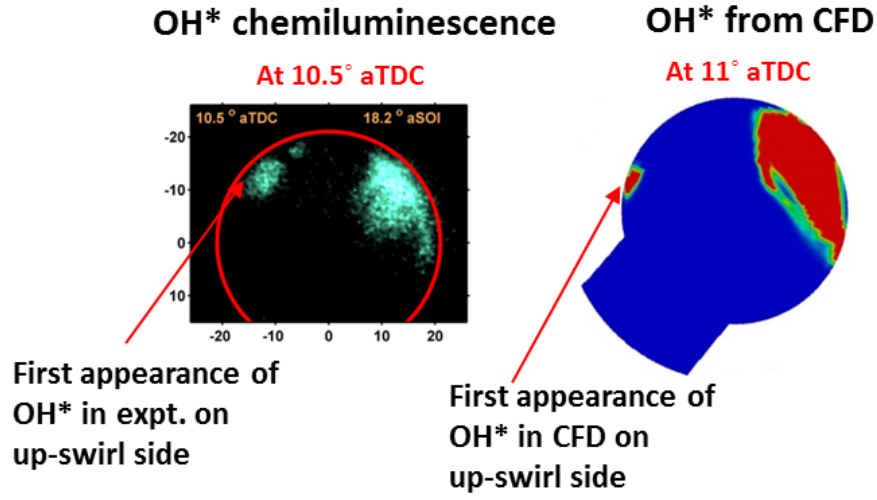 OH* chemiluminescence
OH* from CFD
At 10.5° aTDC
At 11° aTDC
10.5 ° aTDC
18.2 ° aSOI
-20
-10
0
10
-20
-10
0
10
20
First appearance of
OH* in expt. on
up-swirl side
First appearance of
OH* in CFD on
up-swirl side